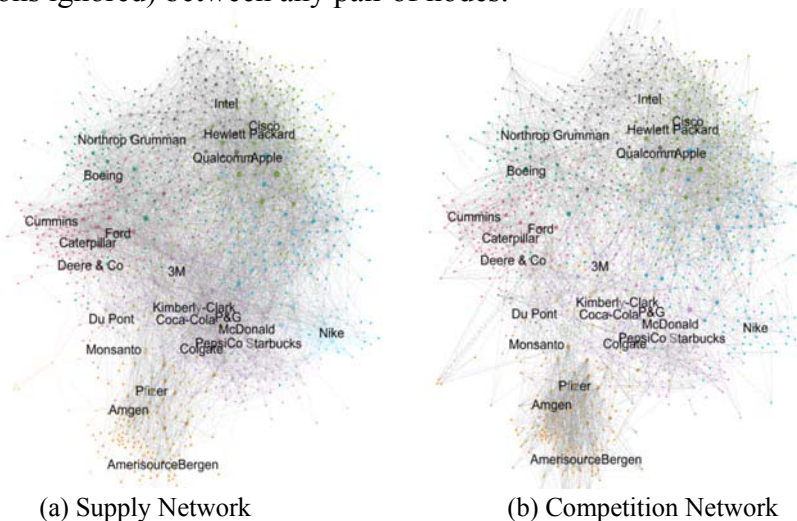 ons ignored) between any pair of nodes.
Intel
Cisco
Hewlett Packard
Northrop Grumman
Qualcomm
Apple
Boeing
Cummins
Ford
Caterpillar
Deere & Co
3M
Kimberly-Clark
Du Pont
Coca-Cola
P&G
McDonald
Nike
Monsanto
Colgate
PepsiCo
Starbucks
Pfizer
Amgen
AmerisourceBergen
(a) Supply Network
Intel
Cisco
Hewlett Packard
Northrop Grumman
Qualcomm
Apple
Boeing
Cummins
Ford
Caterpillar
Deere & Co
3M
Kimberly-Clark
Du Pont
Coca-Cola
P&G
McDonald
Nike
Monsanto
Colgate
PepsiCo
Starbucks
Pfizer
Amgen
AmerisourceBergen
(b) Competition Network